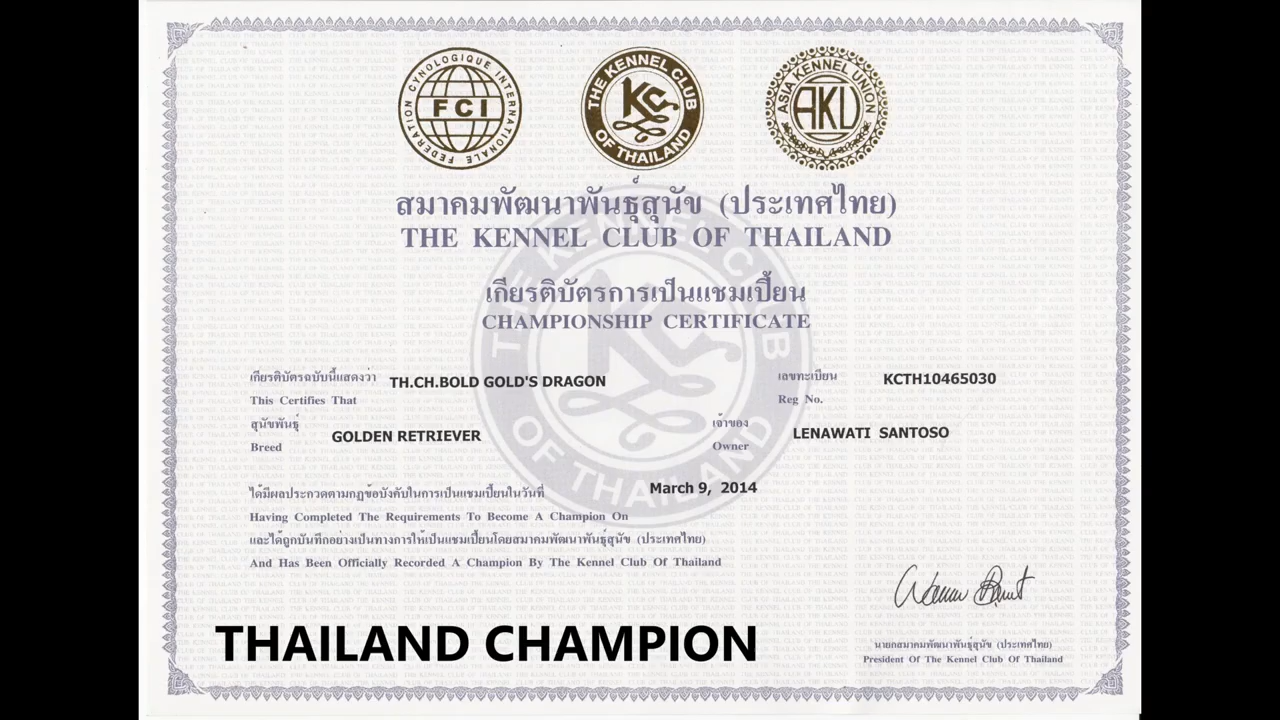 FEDERATION CYNOLOGIQUE INTERNATIONALE
FCI
THE KENNEL CLUB OF THAILAND
KC
ASIA KENNEL UNION
AKU
สมาคมพัฒนาพันธุ์สุนัข (ประเทศไทย)
THE KENNEL CLUB OF THAILAND
เกียรติบัตรการเป็นแชมเปี้ยน
CHAMPIONSHIP CERTIFICATE
เกียรติบัตรฉบับนี้แสดงว่า TH.CH.BOLD GOLD'S DRAGON เลขทะเบียน KCTH10465030
This Certifies That Reg No.
สุนัขพันธุ์ GOLDEN RETRIEVER เจ้าของ LENAWATI SANTOSO
Breed Owner
ได้มีผลประกวดตามกฏข้อบังคับในการเป็นแชมเปี้ยนในวันที่ March 9, 2014
Having Completed The Requirements To Become A Champion On
และได้ถูกบันทึกอย่างเป็นทางการให้เป็นแชมเปี้ยนโดยสมาคมพัฒนาพันธุ์สุนัข (ประเทศไทย)
And Has Been Officially Recorded A Champion By The Kennel Club Of Thailand
THAILAND CHAMPION
นายกสมาคมพัฒนาพันธุ์สุนัข (ประเทศไทย)
President Of The Kennel Club Of Thailand